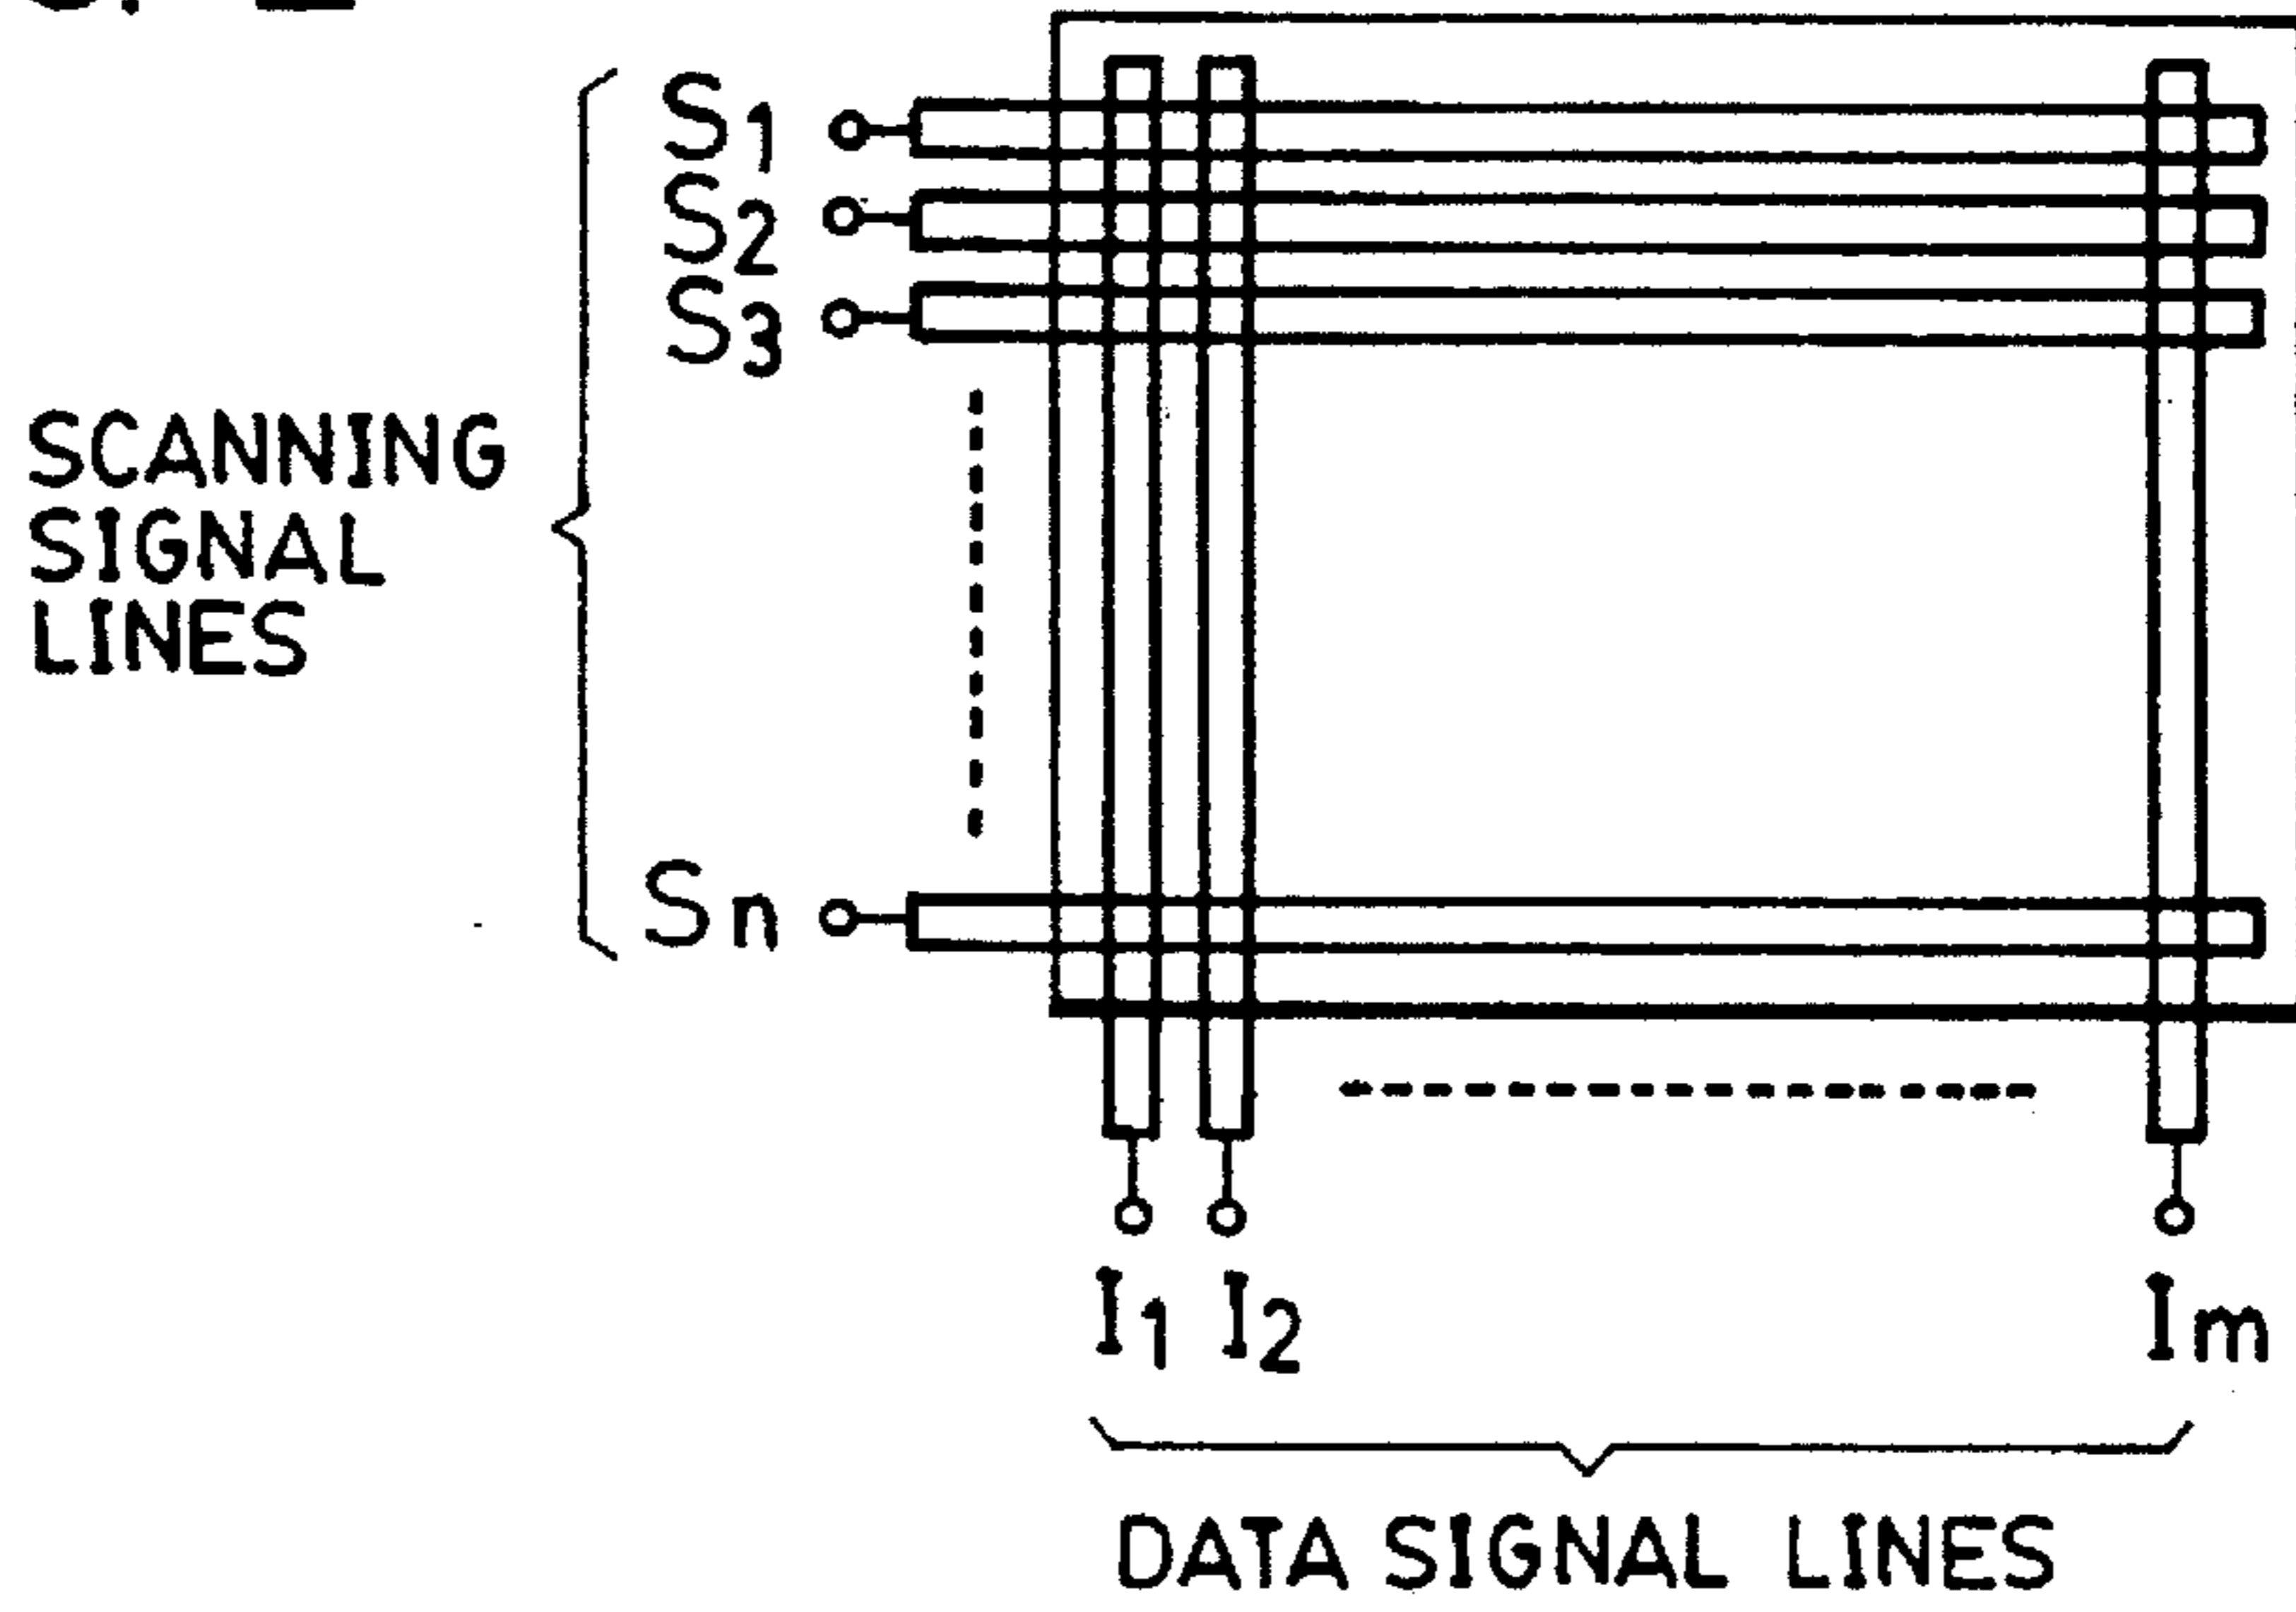 S1
S2
S3
SCANNING
SIGNAL
LINES
Sn
I1 I2 Im
DATA SIGNAL LINES